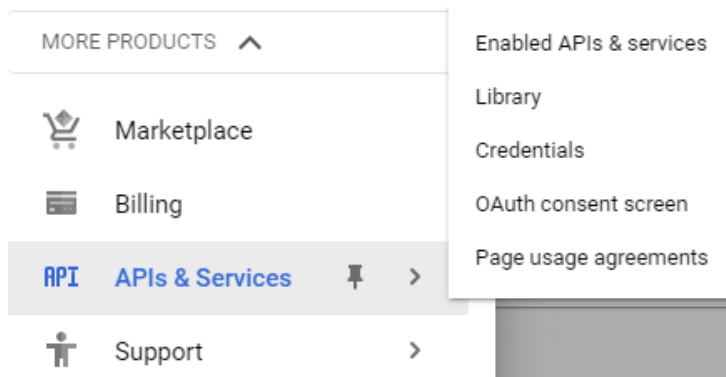 MORE PRODUCTS
Marketplace
Billing
API APIs & Services
Support
Enabled APIs & services
Library
Credentials
OAuth consent screen
Page usage agreements